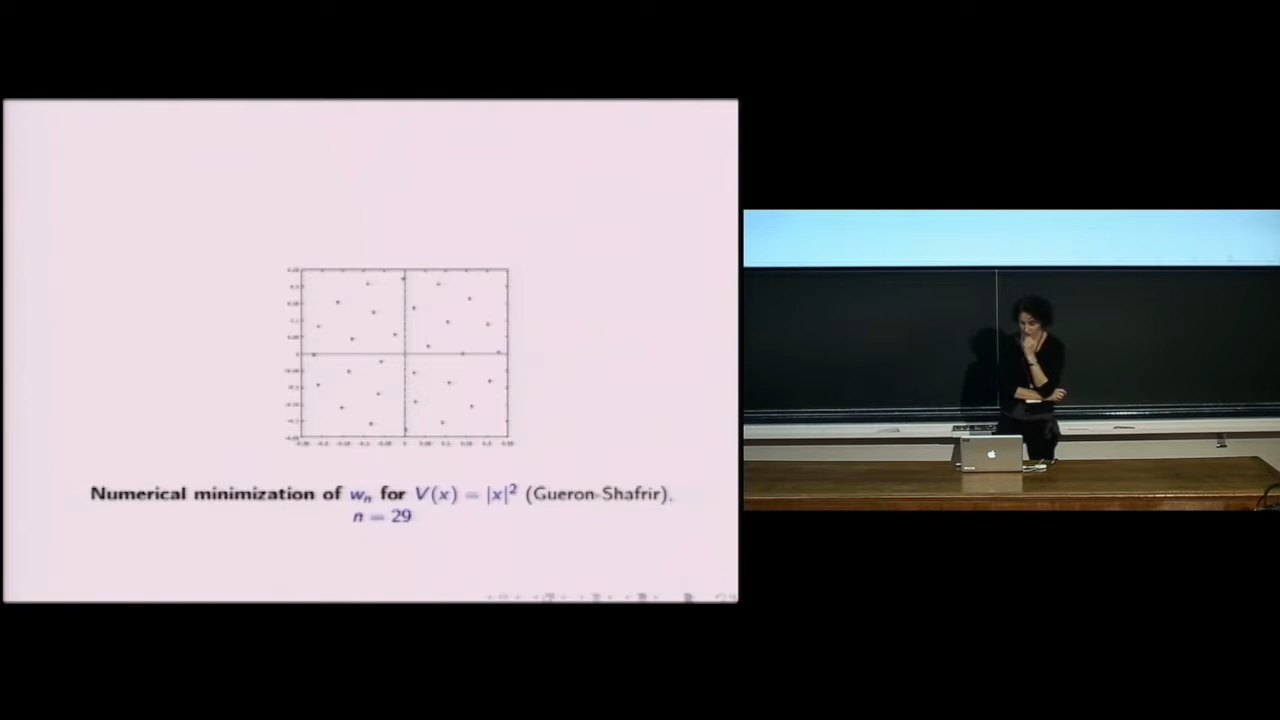 Numerical minimization of wₙ for V(x) = |x|² (Gueron-Shafrir).
n = 29